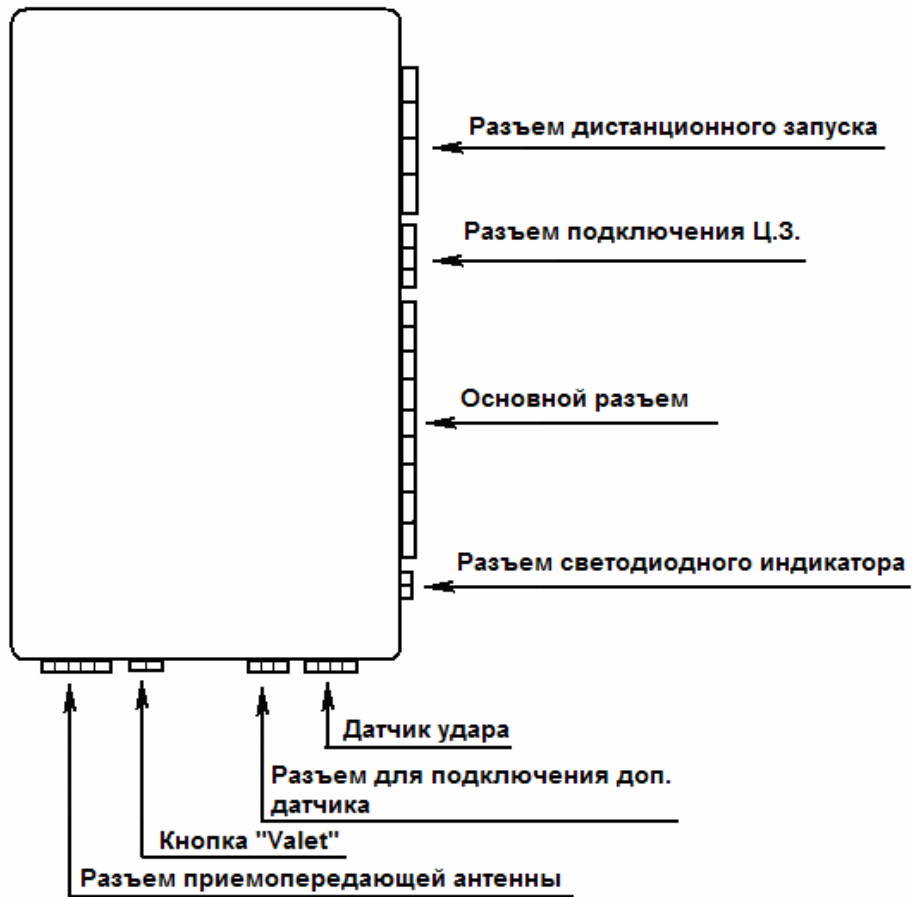 Разъем дистанционного запуска
Разъем подключения Ц.З.
Основной разъем
Разъем светодиодного индикатора
Датчик удара
Разъем для подключения доп.
датчика
Кнопка "Valet"
Разъем приемопередающей антенны